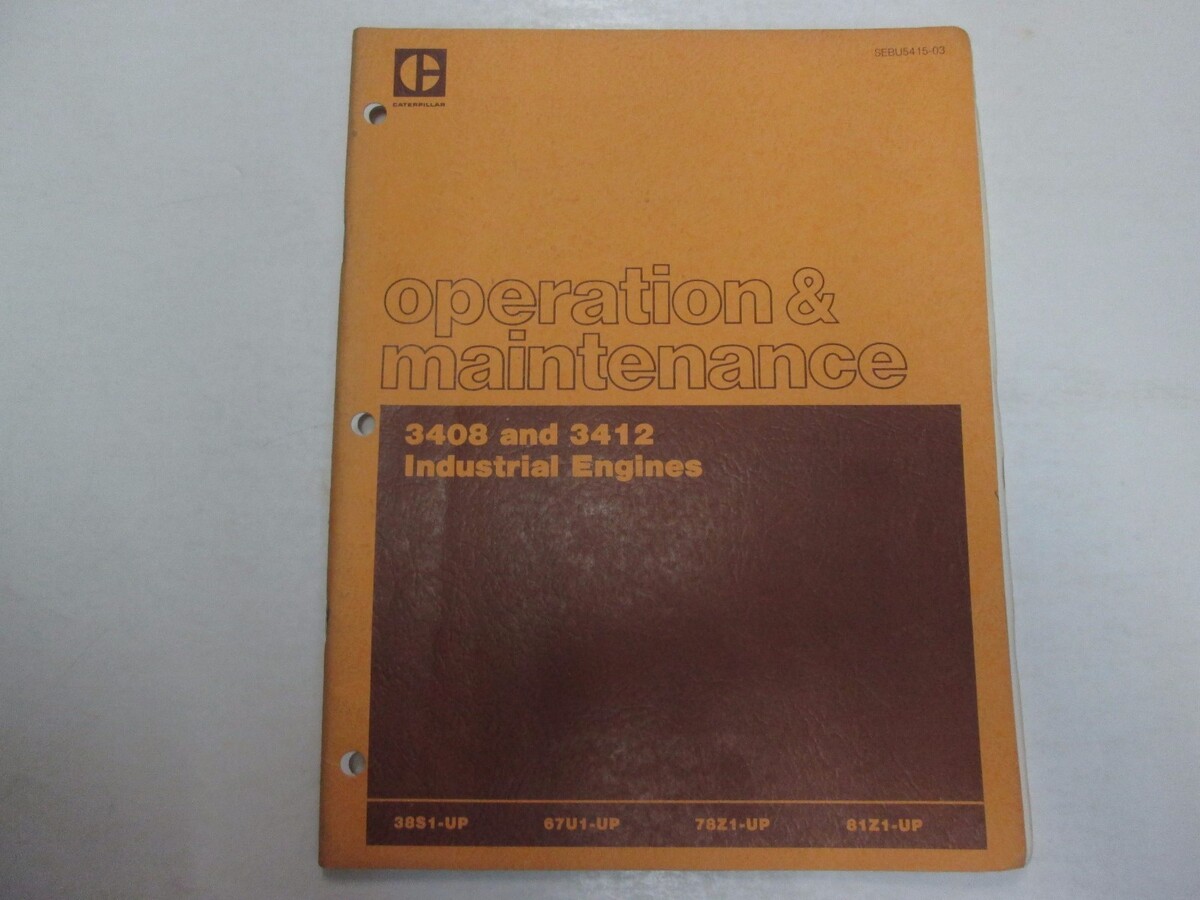 CATERPILLAR
SEBU5415-03
operation &
maintenance
3408 and 3412
Industrial Engines
38S1-UP 67U1-UP 78Z1-UP 81Z1-UP